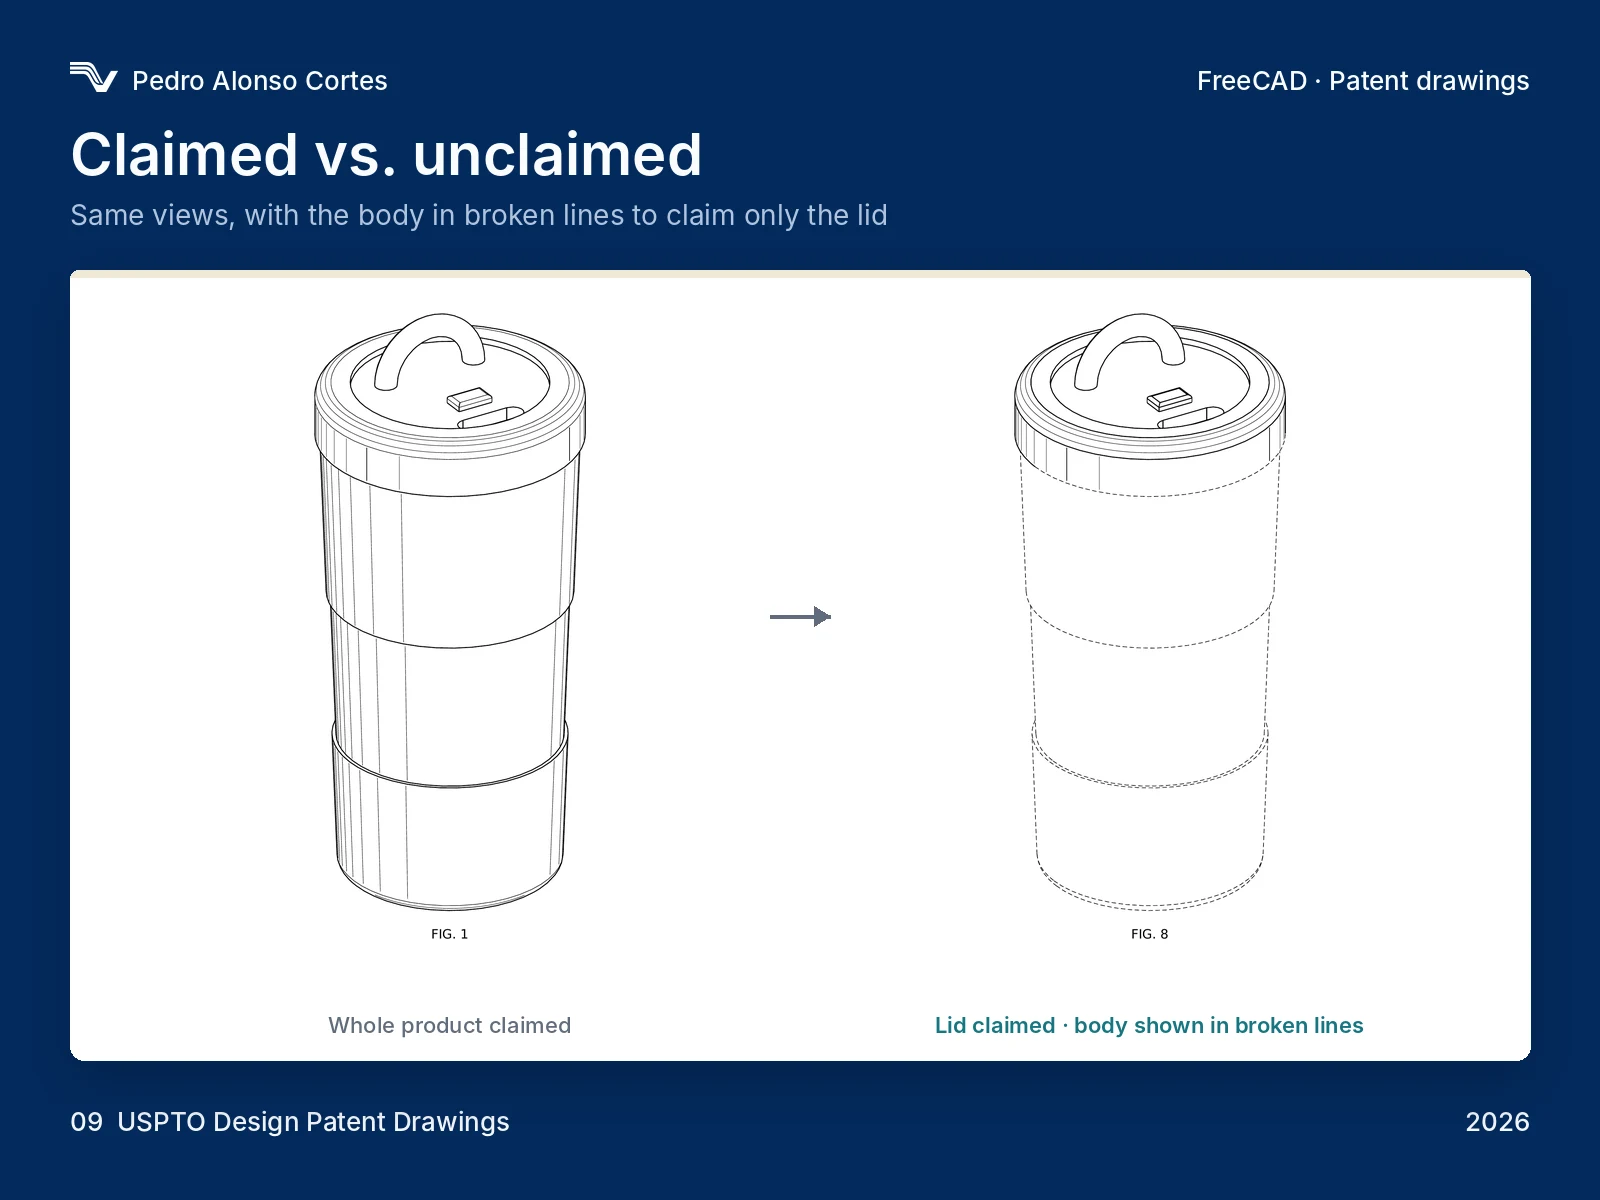 Pedro Alonso Cortes
FreeCAD · Patent drawings
Claimed vs. unclaimed
Same views, with the body in broken lines to claim only the lid
FIG. 1
FIG. 8
Whole product claimed
Lid claimed · body shown in broken lines
09 USPTO Design Patent Drawings
2026